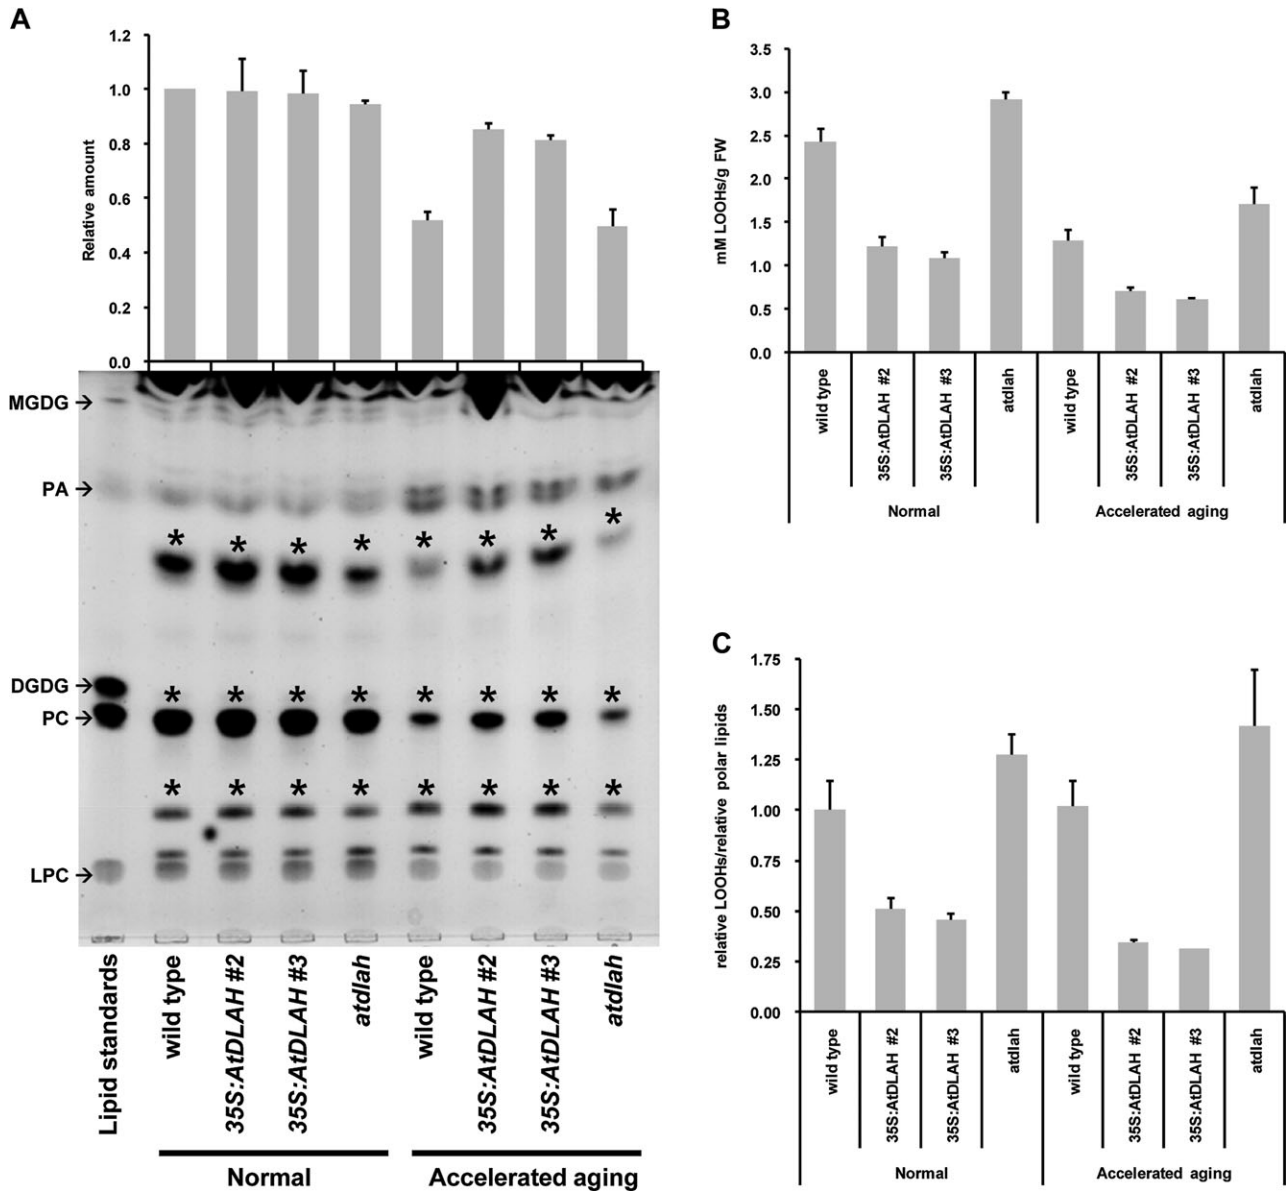 A
1.2
1.0
0.8
0.6
0.4
0.2
0.0
Relative amount
MGDG
PA
DGDG
PC
LPC
* * * * * * * *
* * * * * * * *
* * * * * * * *
Lipid standards
wild type
35S:AtDLAH #2
35S:AtDLAH #3
atdlah
wild type
35S:AtDLAH #2
35S:AtDLAH #3
atdlah
Normal
Accelerated aging
B
3.5
3.0
2.5
2.0
1.5
1.0
0.5
0.0
mM LOOHs/g FW
wild type
35S:AtDLAH #2
35S:AtDLAH #3
atdlah
wild type
35S:AtDLAH #2
35S:AtDLAH #3
atdlah
Normal
Accelerated aging
C
1.75
1.50
1.25
1.00
0.75
0.50
0.25
0.00
relative LOOHs/relative polar lipids
wild type
35S:AtDLAH #2
35S:AtDLAH #3
atdlah
wild type
35S:AtDLAH #2
35S:AtDLAH #3
atdlah
Normal
Accelerated aging